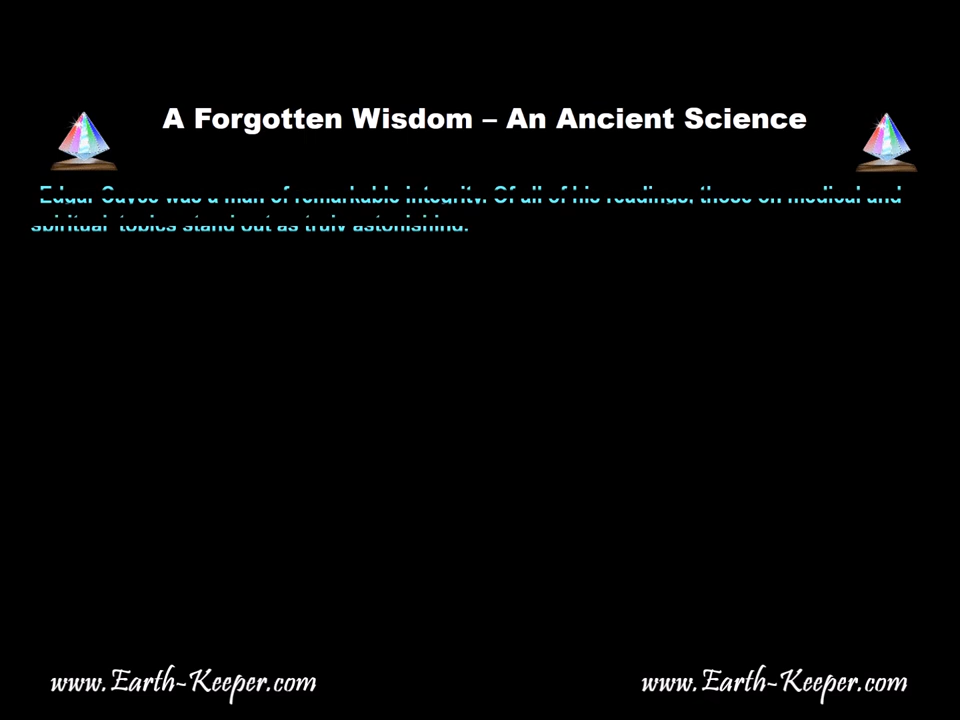 A Forgotten Wisdom – An Ancient Science
Edgar Cayce was a man of remarkable integrity. Of all of his readings, those on medical and
spiritual topics stand out as truly astonishing.
www.Earth-Keeper.com
www.Earth-Keeper.com